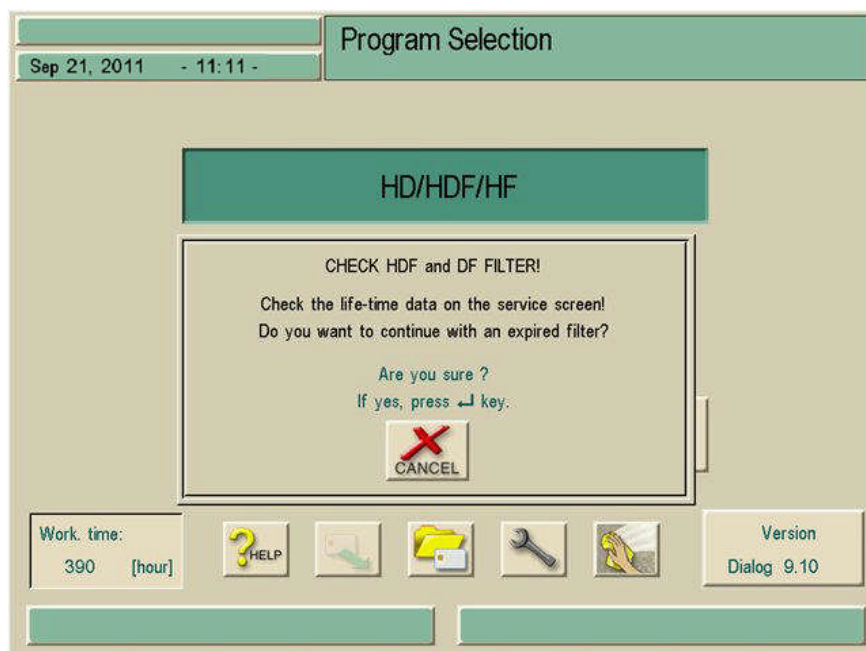 Program Selection
Sep 21, 2011 - 11:11 -
HD/HDF/HF
CHECK HDF and DF FILTER!
Check the life-time data on the service screen!
Do you want to continue with an expired filter?
Are you sure ?
If yes, press ↵ key.
CANCEL
Work. time:
390 [hour]
HELP
Version
Dialog 9.10